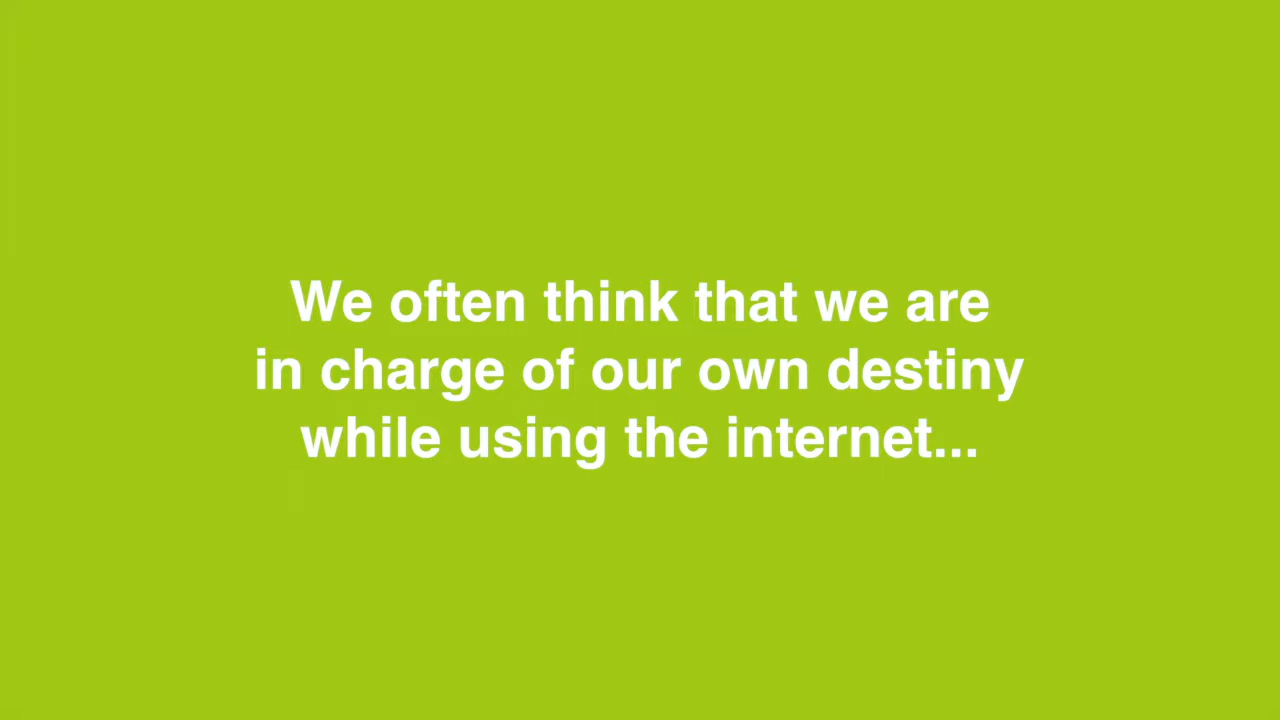 We often think that we are
in charge of our own destiny
while using the internet...